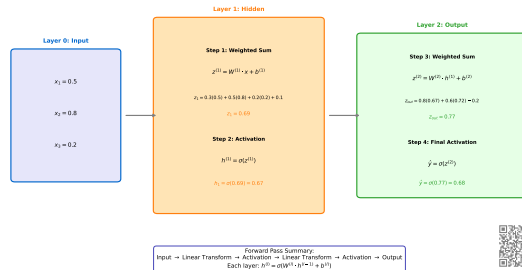 Layer 0: Input
x₁ = 0.5
x₂ = 0.8
x₃ = 0.2
Layer 1: Hidden
Step 1: Weighted Sum
z⁽¹⁾ = W⁽¹⁾ · x + b⁽¹⁾
z₁ = 0.3(0.5) + 0.5(0.8) + 0.2(0.2) + 0.1
z₁ = 0.69
Step 2: Activation
h⁽¹⁾ = σ(z⁽¹⁾)
h₁ = σ(0.69) = 0.67
Layer 2: Output
Step 3: Weighted Sum
z⁽²⁾ = W⁽²⁾ · h⁽¹⁾ + b⁽²⁾
z_out = 0.8(0.67) + 0.6(0.72) − 0.2
z_out = 0.77
Step 4: Final Activation
ŷ = σ(z⁽²⁾)
ŷ = σ(0.77) = 0.68
Forward Pass Summary:
Input → Linear Transform → Activation → Linear Transform → Activation → Output
Each layer: h⁽ˡ⁾ = σ(W⁽ˡ⁾ · h⁽ˡ⁻¹⁾ + b⁽ˡ⁾)